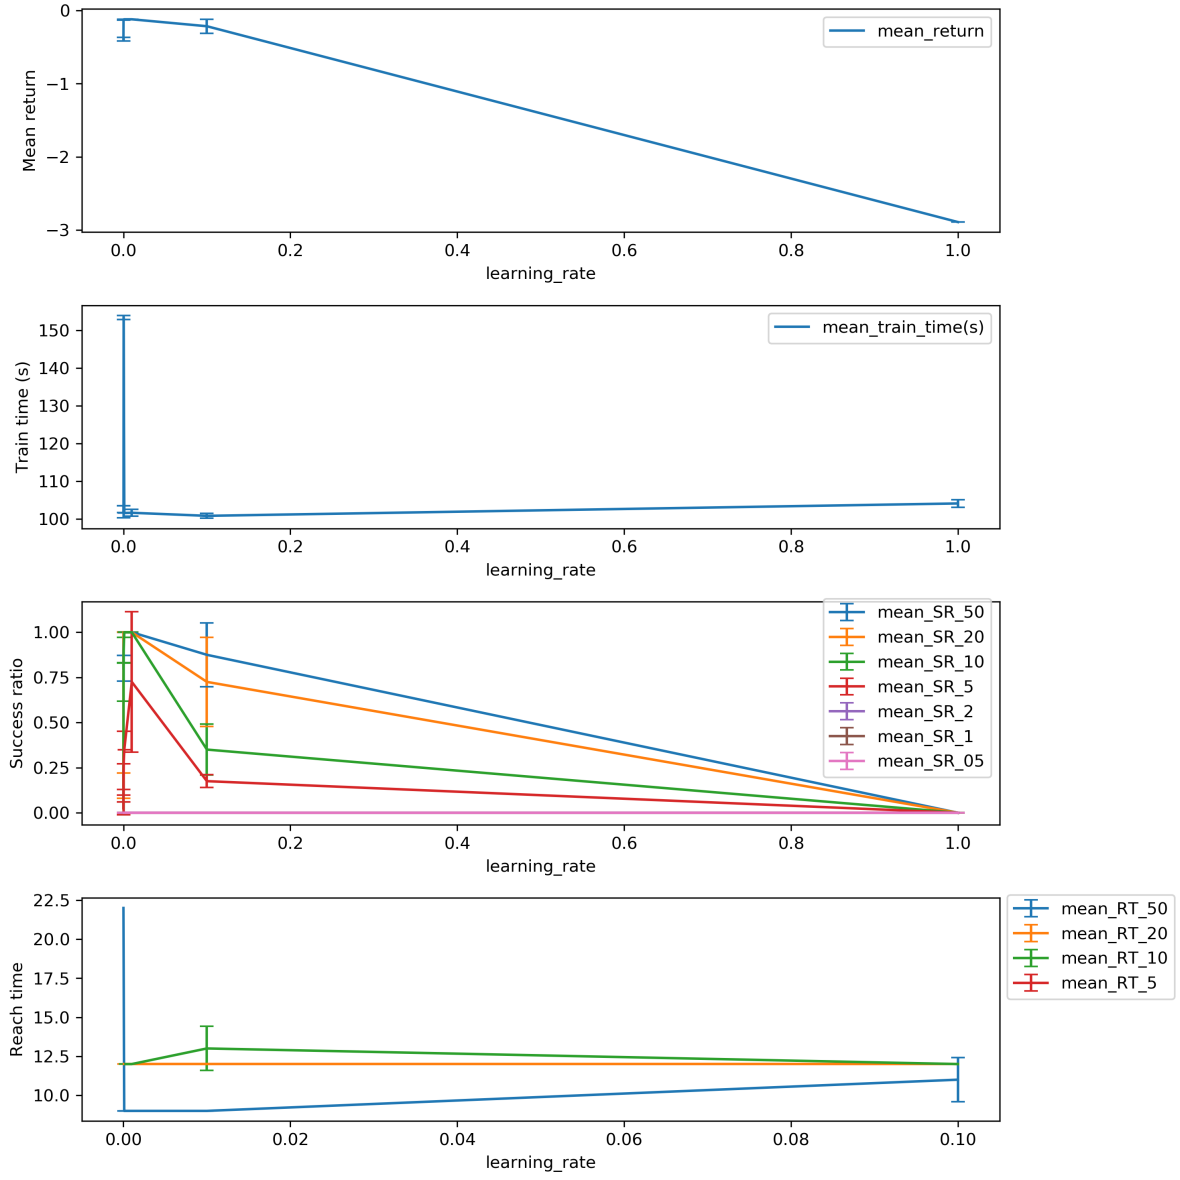 0
−1
−2
−3
Mean return
mean_return
0.0 0.2 0.4 0.6 0.8 1.0
learning_rate
150
140
130
120
110
100
Train time (s)
mean_train_time(s)
0.0 0.2 0.4 0.6 0.8 1.0
learning_rate
1.00
0.75
0.50
0.25
0.00
Success ratio
mean_SR_50
mean_SR_20
mean_SR_10
mean_SR_5
mean_SR_2
mean_SR_1
mean_SR_05
0.0 0.2 0.4 0.6 0.8 1.0
learning_rate
22.5
20.0
17.5
15.0
12.5
10.0
Reach time
mean_RT_50
mean_RT_20
mean_RT_10
mean_RT_5
0.00 0.02 0.04 0.06 0.08 0.10
learning_rate